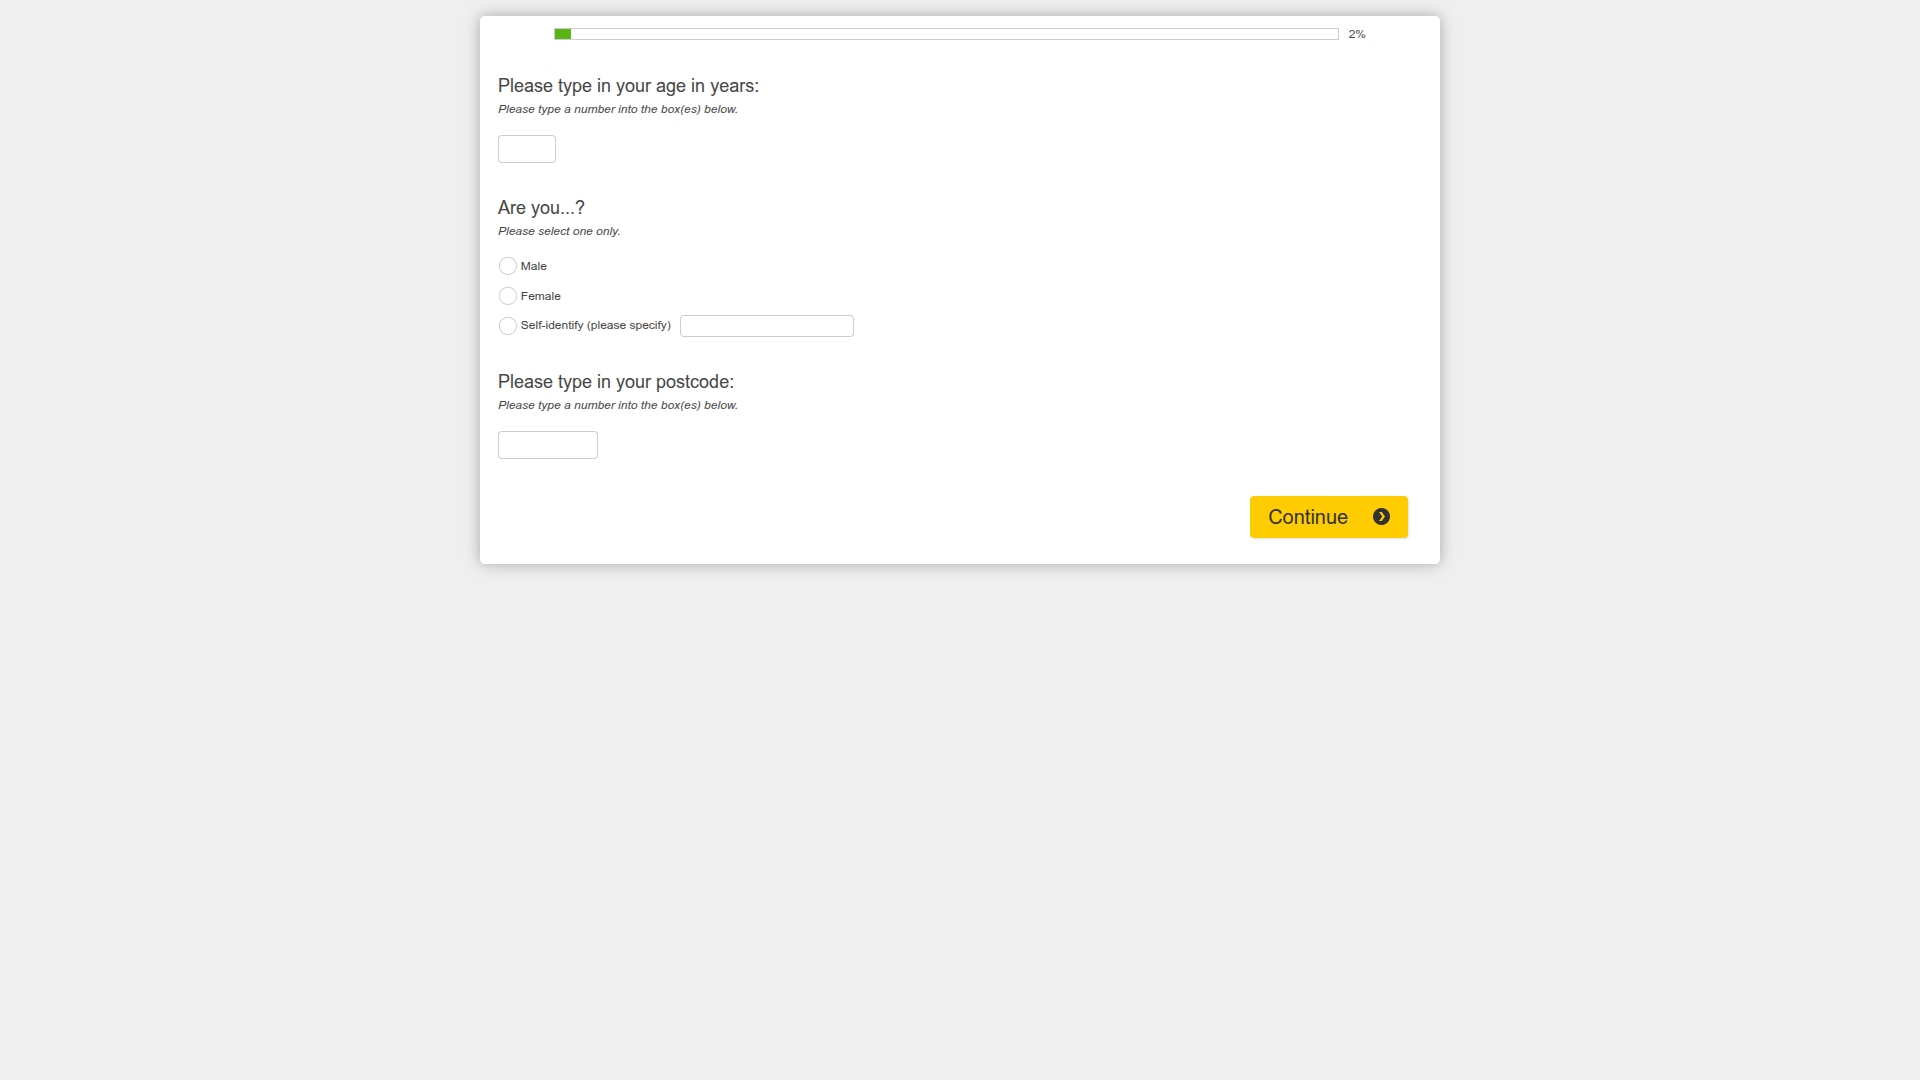 2%
Please type in your age in years:
Please type a number into the box(es) below.
Are you...?
Please select one only.
Male
Female
Self-identify (please specify)
Please type in your postcode:
Please type a number into the box(es) below.
Continue